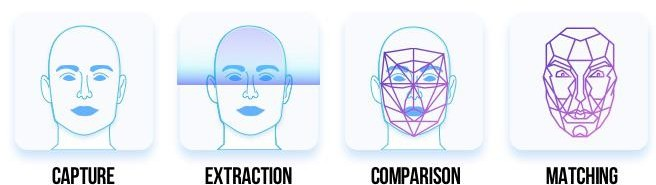 CAPTURE
EXTRACTION
COMPARISON
MATCHING